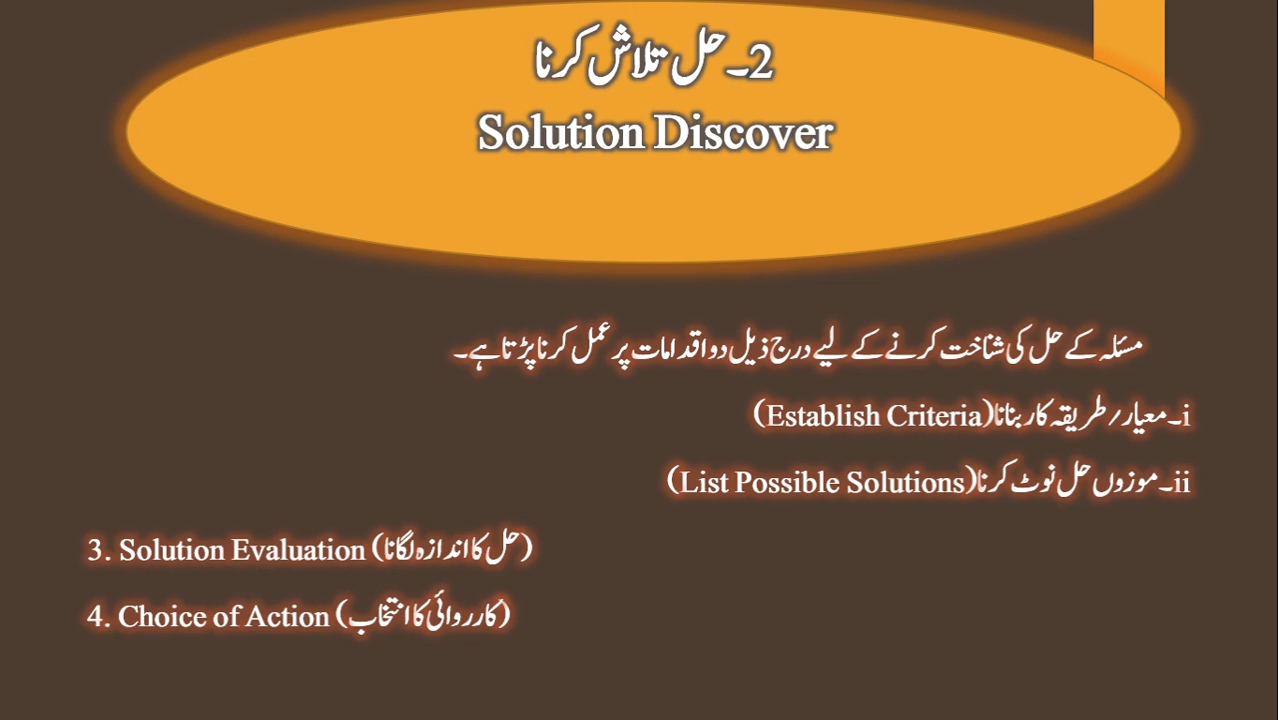 2۔حل تلاش کرنا
Solution Discover
مسئلہ کے حل کی شناخت کرنے کے لیے درج ذیل دو اقدامات پر عمل کرنا پڑتا ہے۔
i۔معیار/طریقہ کار بنانا(Establish Criteria)
ii۔موزوں حل نوٹ کرنا(List Possible Solutions)
3. Solution Evaluation (حل کا اندازہ لگانا)
4. Choice of Action (کارروائی کا انتخاب)